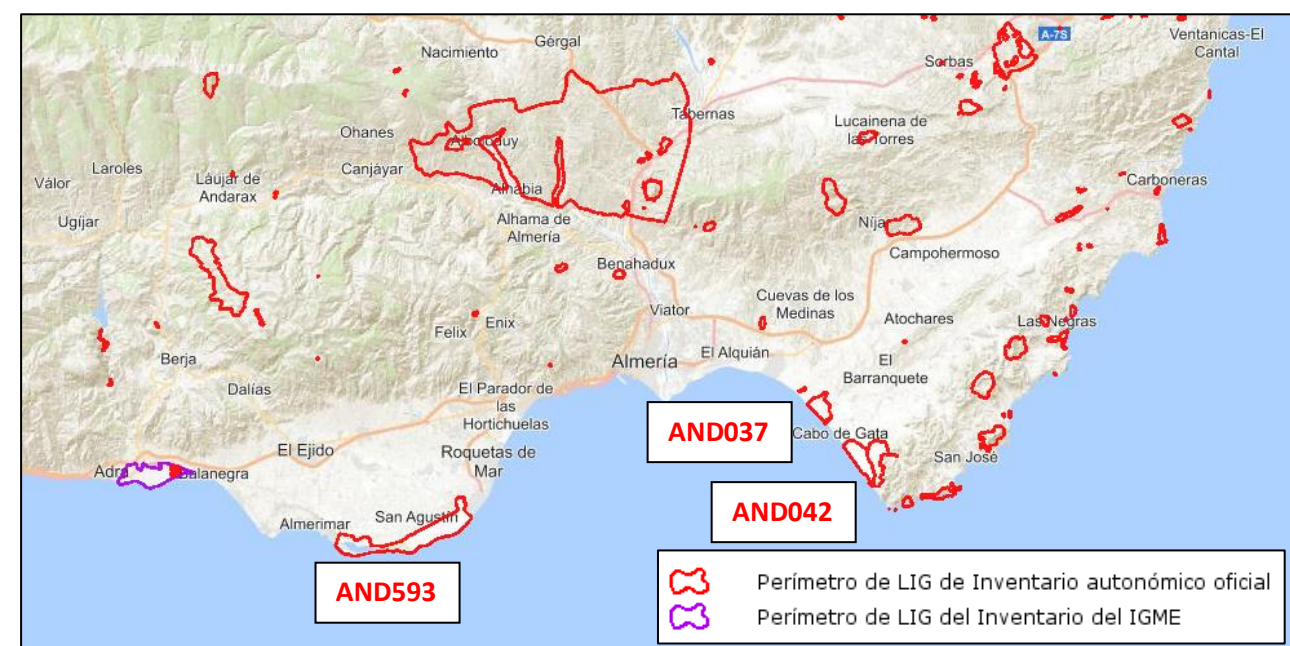 Ventanicas-El
Cantal
A-7S
Gérgal
Nacimiento
Sorbas
Tabernas
Lucainena de
las Torres
Ohanes
Alboloduy
Canjáyar
Laroles
Válor
Láujar de
Andarax
Alhabia
Carboneras
Ugíjar
Alhama de
Almería
Níjar
Campohermoso
Benahadux
Cuevas de los
Medinas
Viator
Atochares
Las Negras
Felix
Enix
Almería
El Alquián
Berja
El
Barranquete
Dalías
El Parador de
las
Hortichuelas
AND037
Cabo de Gata
El Ejido
Roquetas de
Mar
San José
Adra
Balanegra
AND042
Almerimar
San Agustín
AND593
Perímetro de LIG de Inventario autonómico oficial
Perímetro de LIG del Inventario del IGME